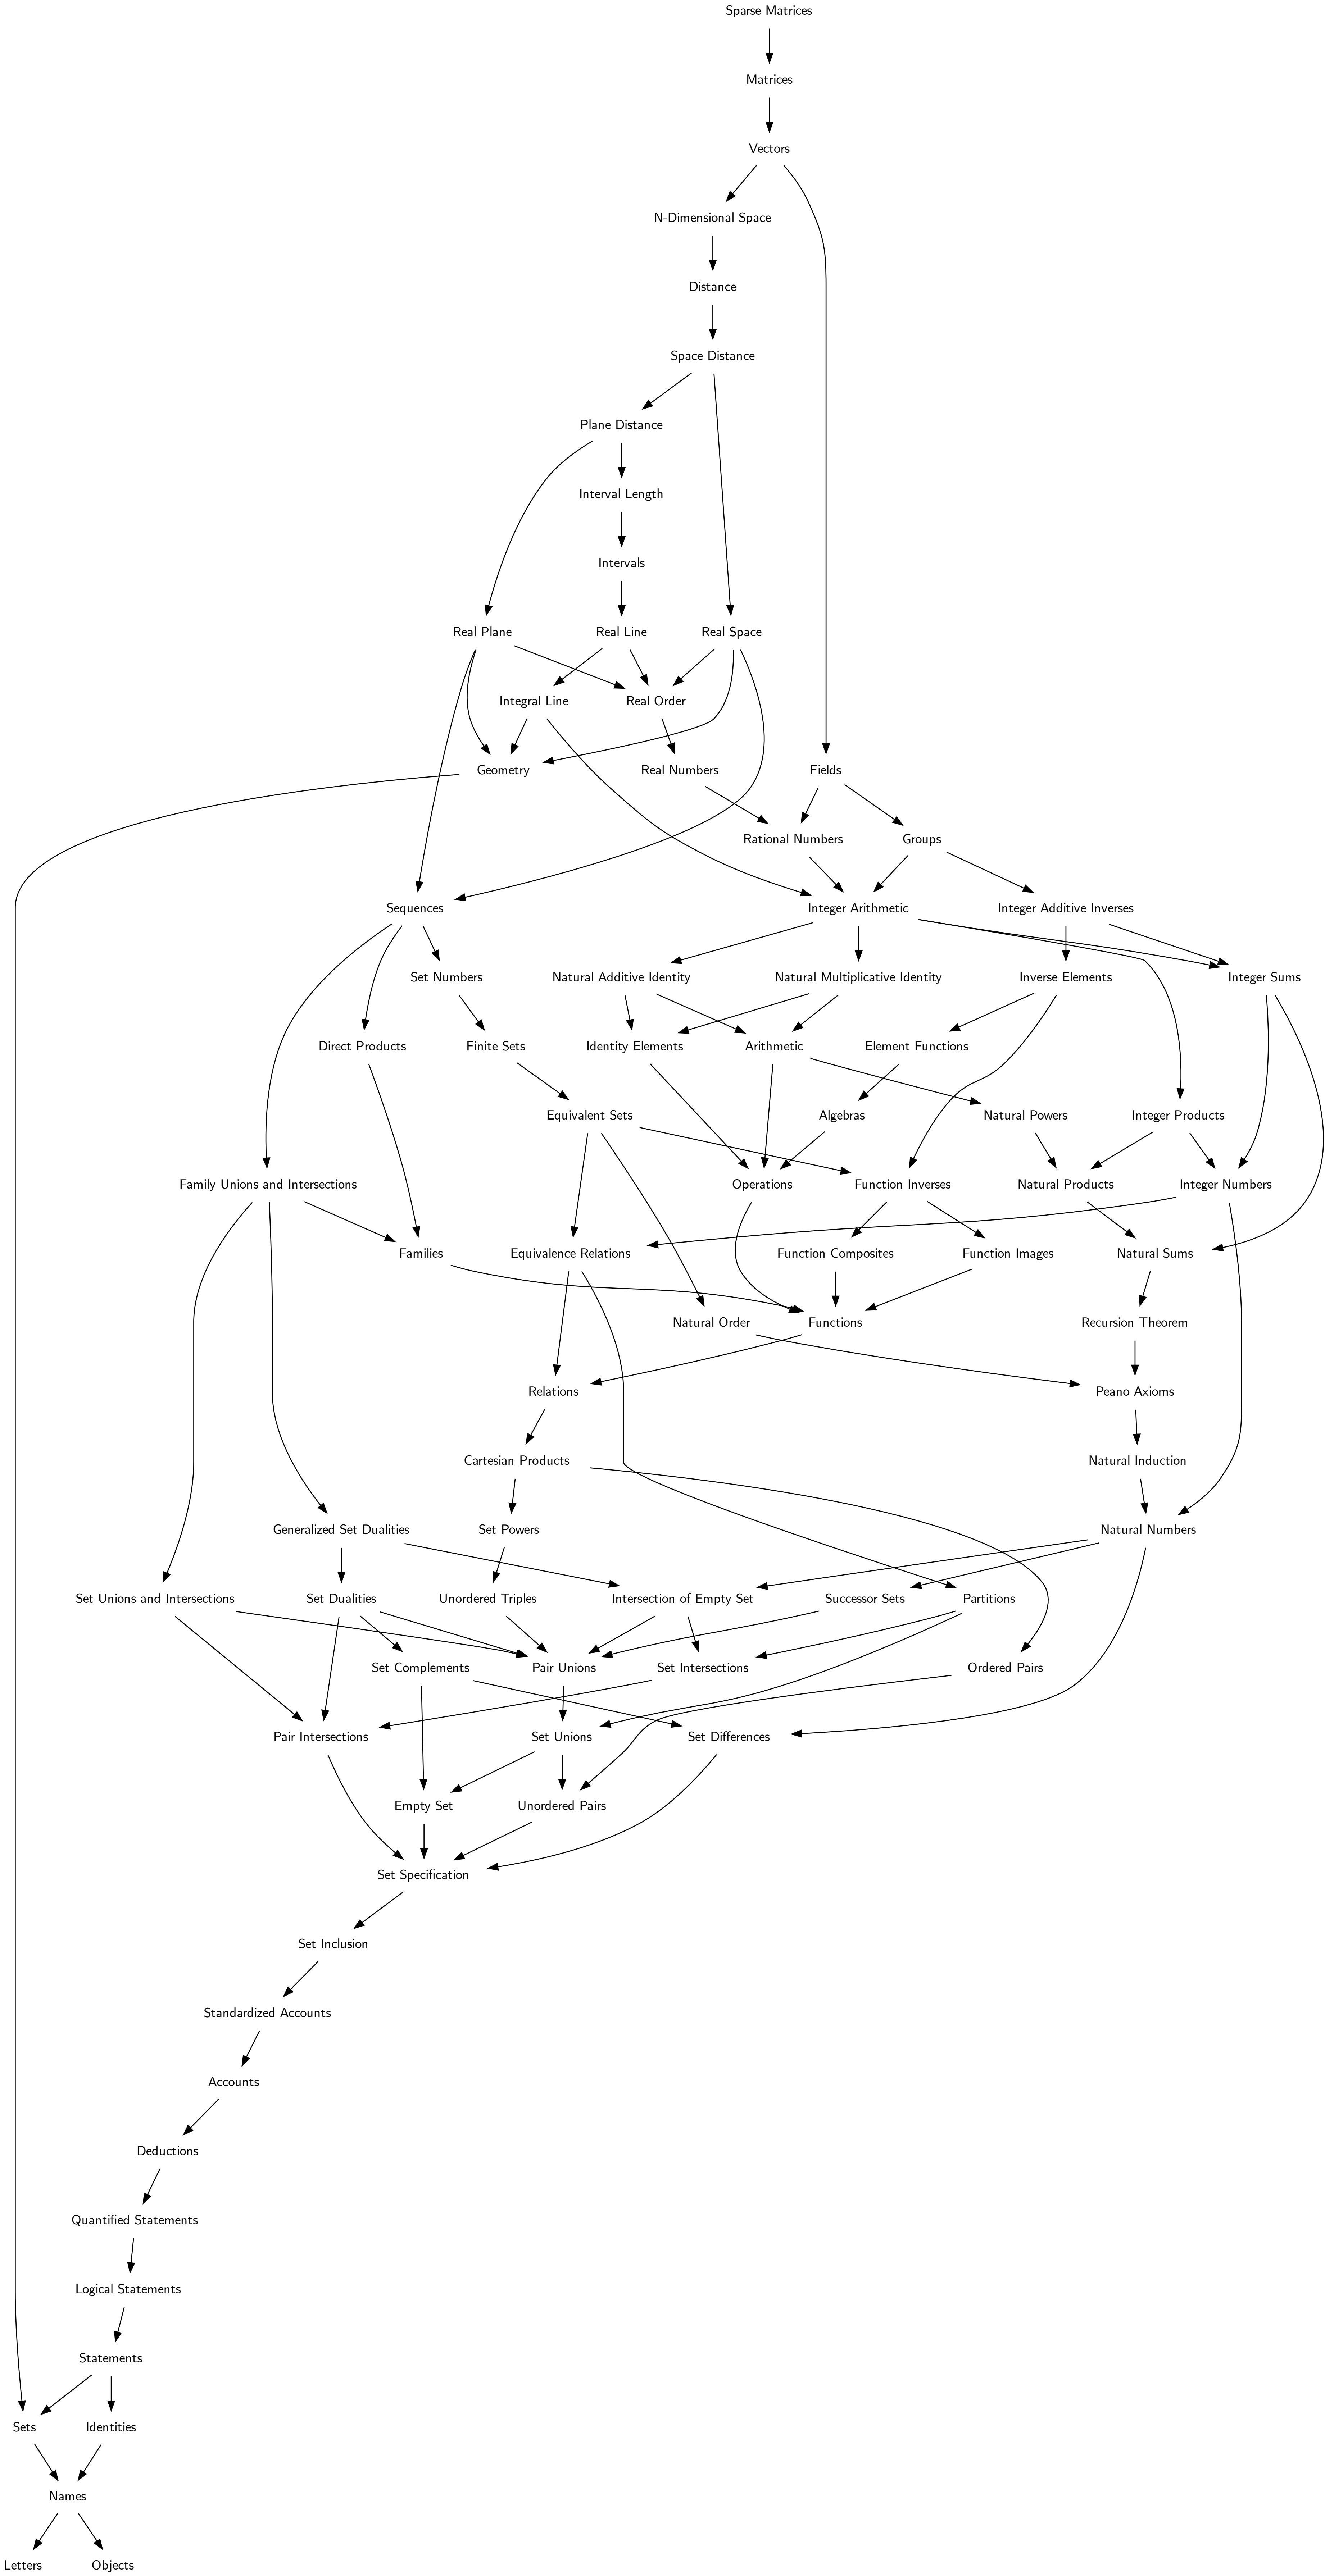 Sparse Matrices
Matrices
Vectors
N-Dimensional Space
Distance
Space Distance
Plane Distance
Interval Length
Intervals
Real Plane
Real Line
Real Space
Integral Line
Real Order
Geometry
Real Numbers
Fields
Rational Numbers
Groups
Sequences
Integer Arithmetic
Integer Additive Inverses
Set Numbers
Natural Additive Identity
Natural Multiplicative Identity
Inverse Elements
Integer Sums
Direct Products
Finite Sets
Identity Elements
Arithmetic
Element Functions
Equivalent Sets
Algebras
Natural Powers
Integer Products
Family Unions and Intersections
Operations
Function Inverses
Natural Products
Integer Numbers
Families
Equivalence Relations
Function Composites
Function Images
Natural Sums
Natural Order
Functions
Recursion Theorem
Relations
Peano Axioms
Cartesian Products
Natural Induction
Generalized Set Dualities
Set Powers
Natural Numbers
Set Unions and Intersections
Set Dualities
Unordered Triples
Intersection of Empty Set
Successor Sets
Partitions
Set Complements
Pair Unions
Set Intersections
Ordered Pairs
Pair Intersections
Set Unions
Set Differences
Empty Set
Unordered Pairs
Set Specification
Set Inclusion
Standardized Accounts
Accounts
Deductions
Quantified Statements
Logical Statements
Statements
Sets
Identities
Names
Letters
Objects